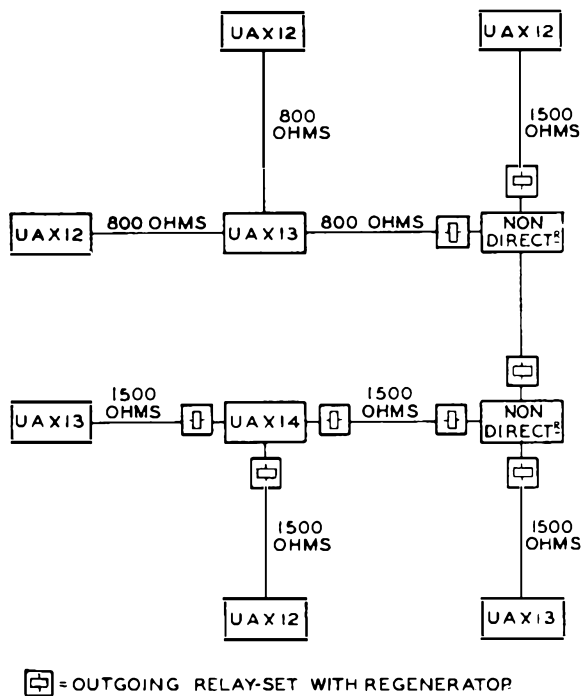 UAX12
UAX12
800
OHMS
1500
OHMS
UAX12
800 OHMS
UAX13
800 OHMS
NON
DIRECTR
1500
OHMS
1500
OHMS
UAX13
UAX14
NON
DIRECTR
1500
OHMS
1500
OHMS
UAX12
UAX13
= OUTGOING RELAY-SET WITH REGENERATOR